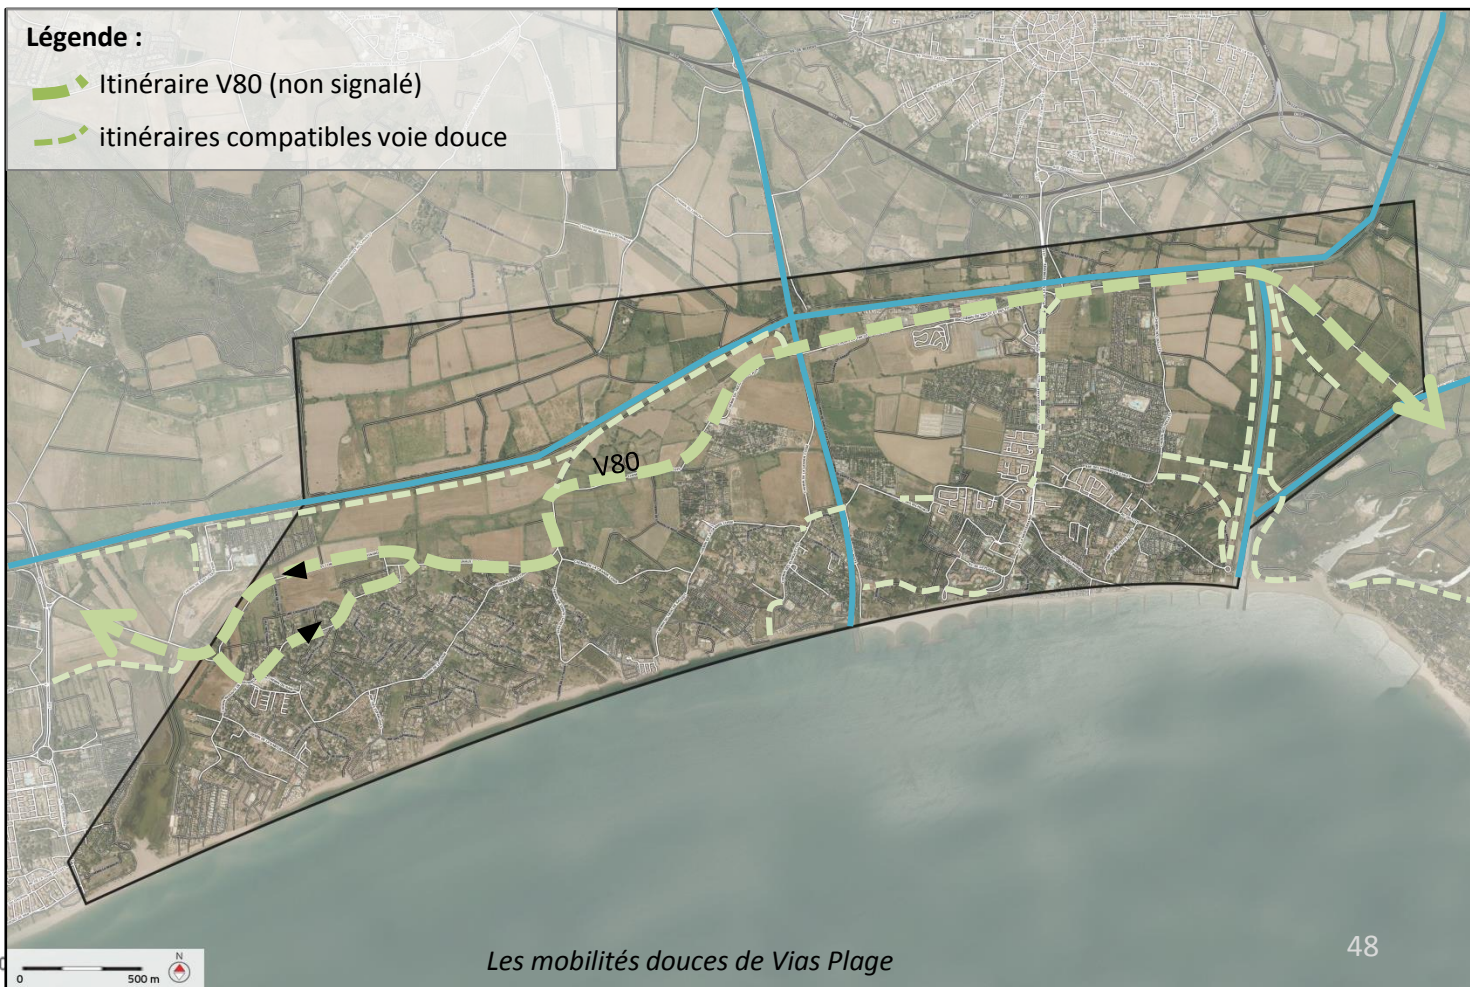 Légende :
Itinéraire V80 (non signalé)
itinéraires compatibles voie douce
V80
N
0 500 m
Les mobilités douces de Vias Plage
48